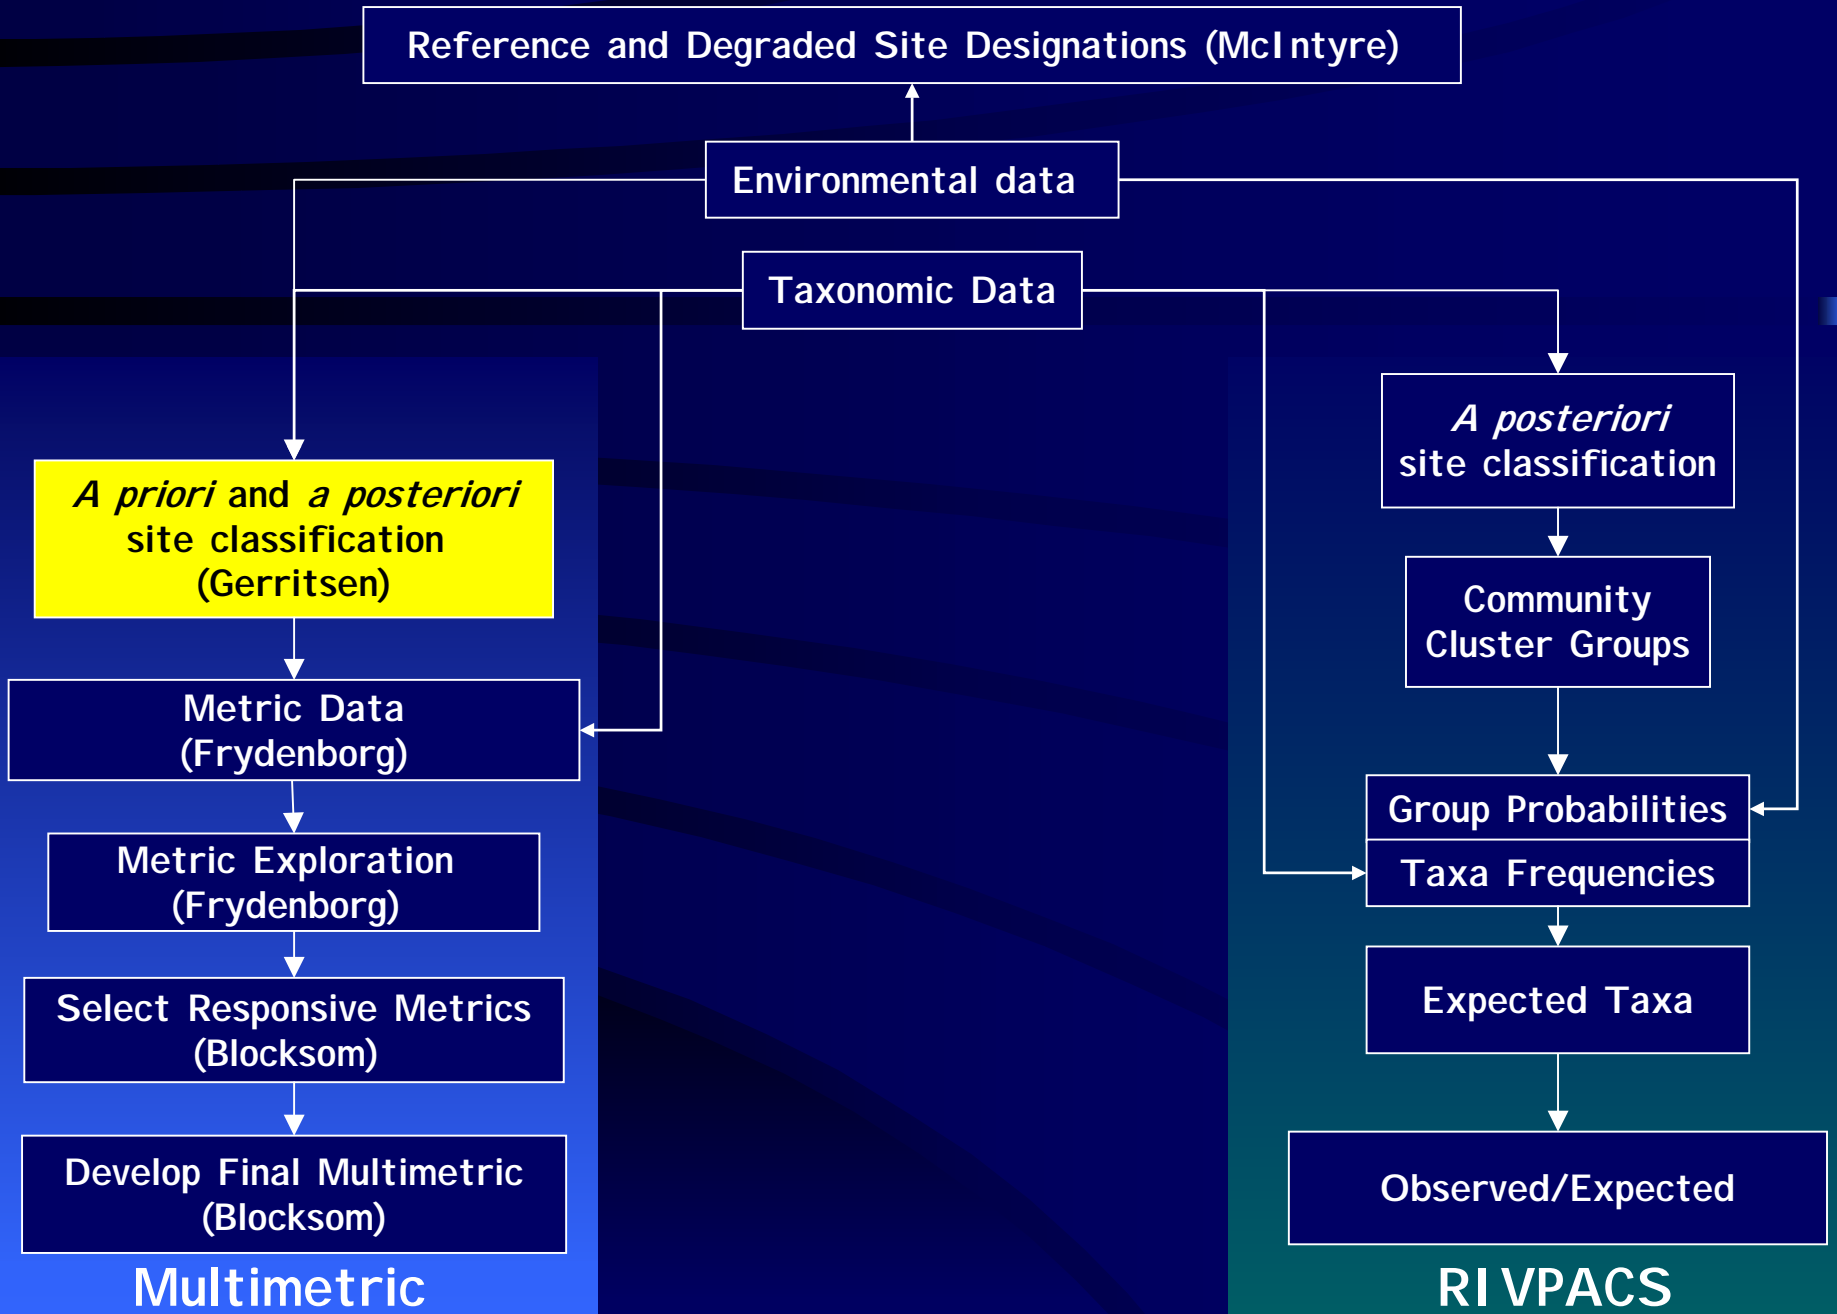 Reference and Degraded Site Designations (McIntyre)
Environmental data
Taxonomic Data
A priori and a posteriori
site classification
(Gerritsen)
Metric Data
(Frydenborg)
Metric Exploration
(Frydenborg)
Select Responsive Metrics
(Blocksom)
Develop Final Multimetric
(Blocksom)
Multimetric
A posteriori
site classification
Community
Cluster Groups
Group Probabilities
Taxa Frequencies
Expected Taxa
Observed/Expected
RIVPACS